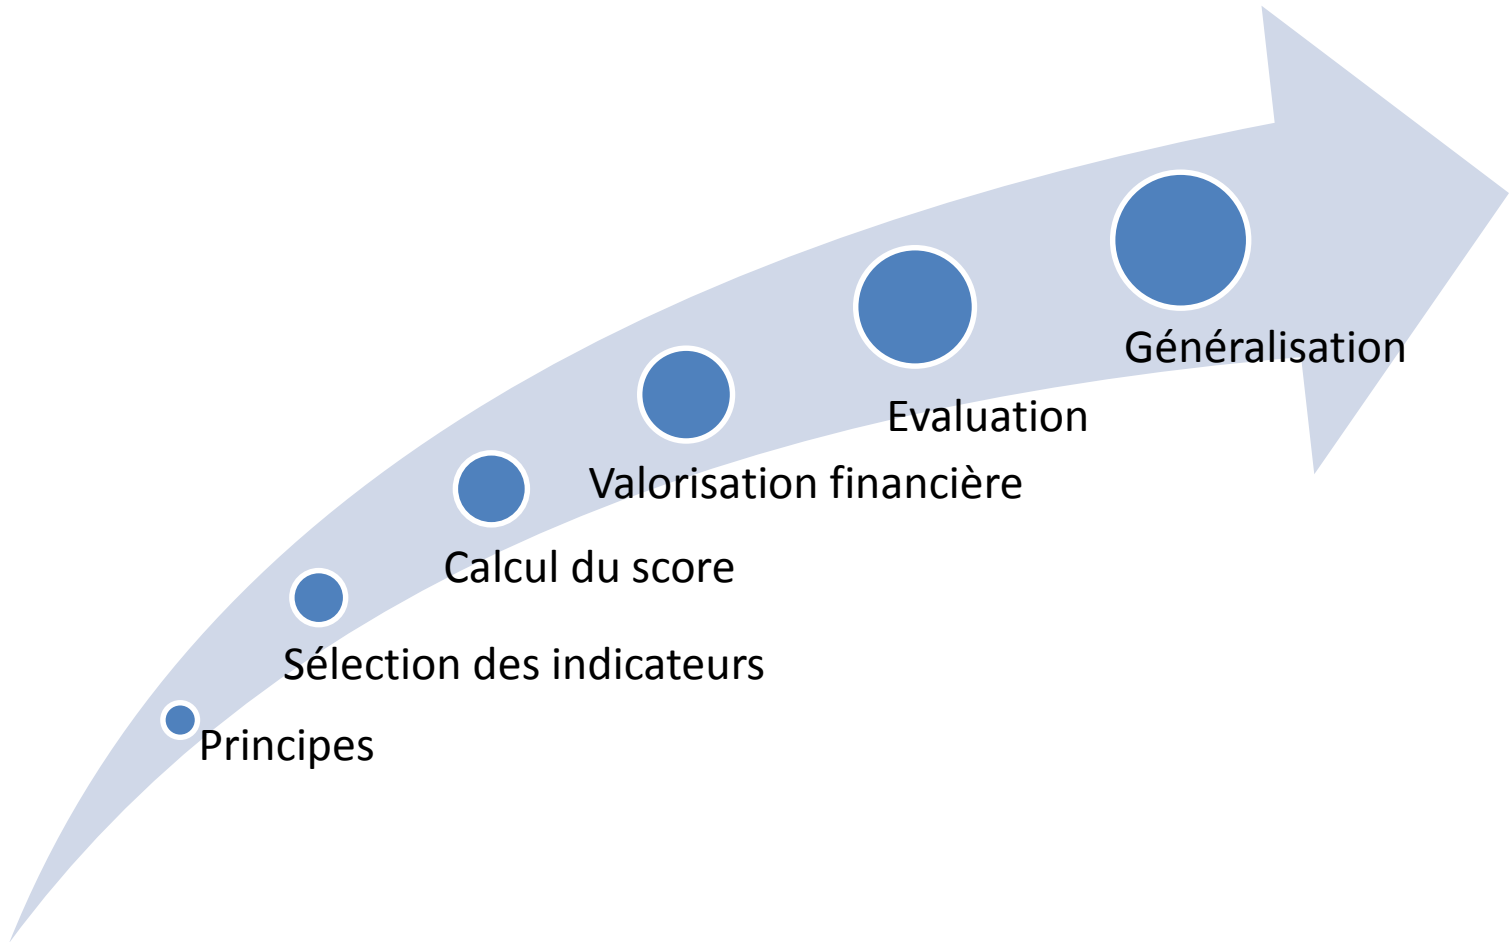 Généralisation
Evaluation
Valorisation financière
Calcul du score
Sélection des indicateurs
Principes